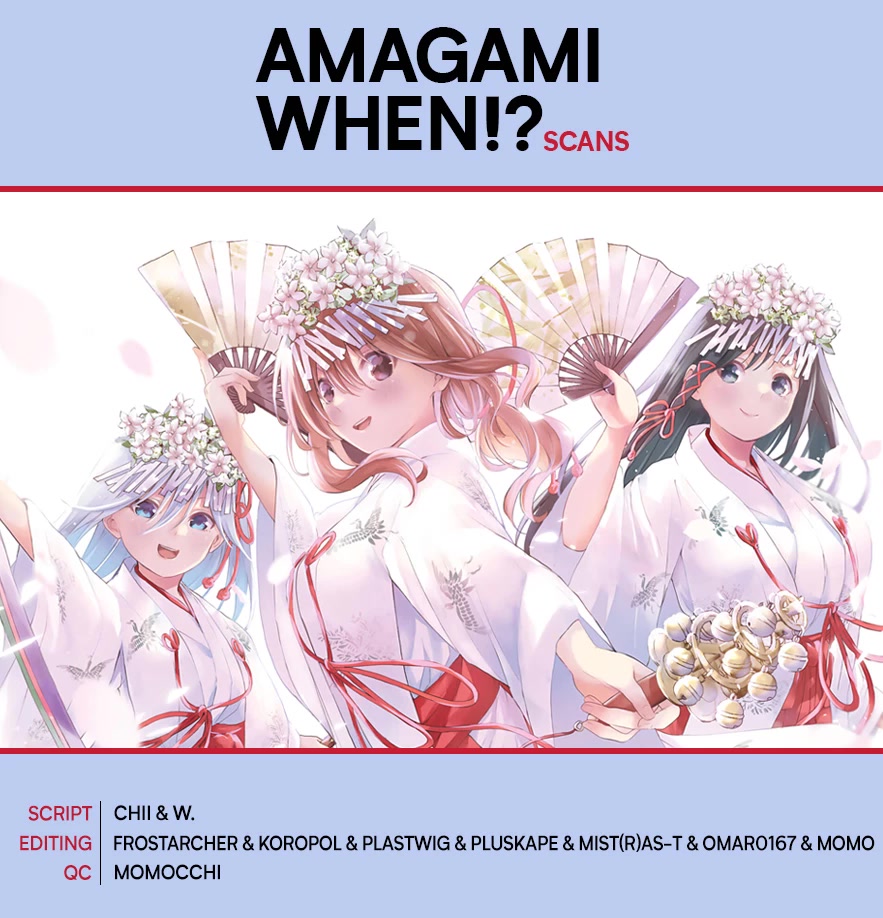 AMAGAMI
WHEN!? SCANS
SCRIPT CHII & W.
EDITING FROSTARCHER & KOROPOL & PLASTWIG & PLUSKAPE & MIST(R)AS-T & OMAR0167 & MOMO
QC MOMOCCHI